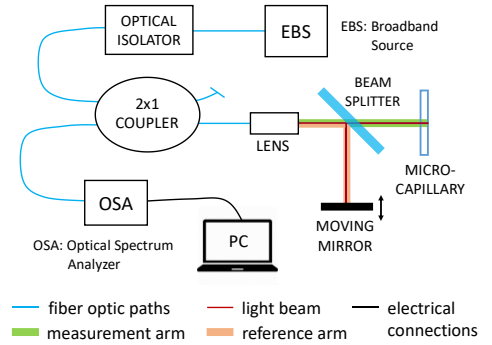 OPTICAL
ISOLATOR
EBS
EBS: Broadband
Source
2x1
COUPLER
BEAM
SPLITTER
LENS
MICRO-
CAPILLARY
OSA
MOVING
MIRROR
PC
OSA: Optical Spectrum
Analyzer
fiber optic paths
light beam
electrical
connections
measurement arm
reference arm